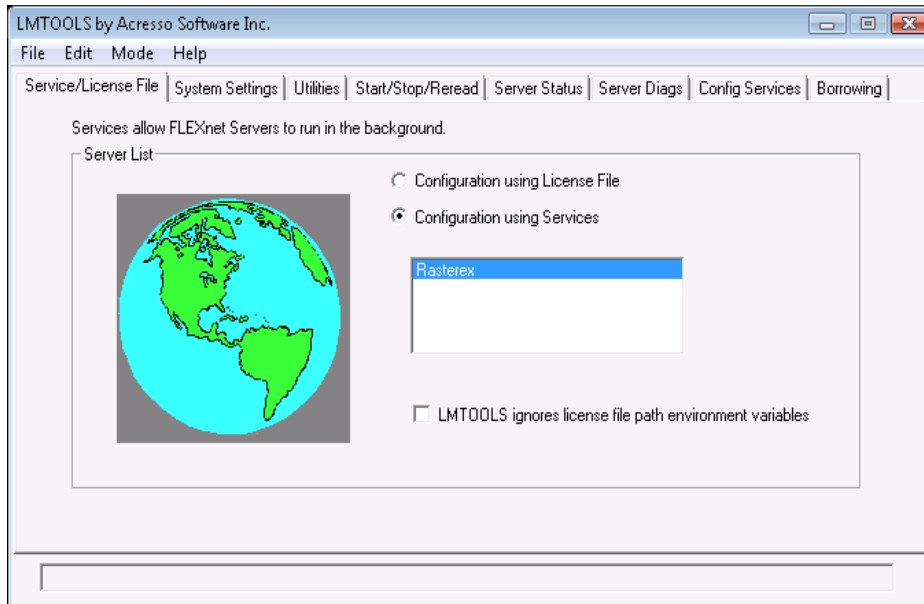 LMTOOLS by Acresso Software Inc.
File Edit Mode Help
Service/License File System Settings Utilities Start/Stop/Reread Server Status Server Diags Config Services Borrowing
Services allow FLEXnet Servers to run in the background.
Server List
Configuration using License File
Configuration using Services
Rasterex
LMTOOLS ignores license file path environment variables